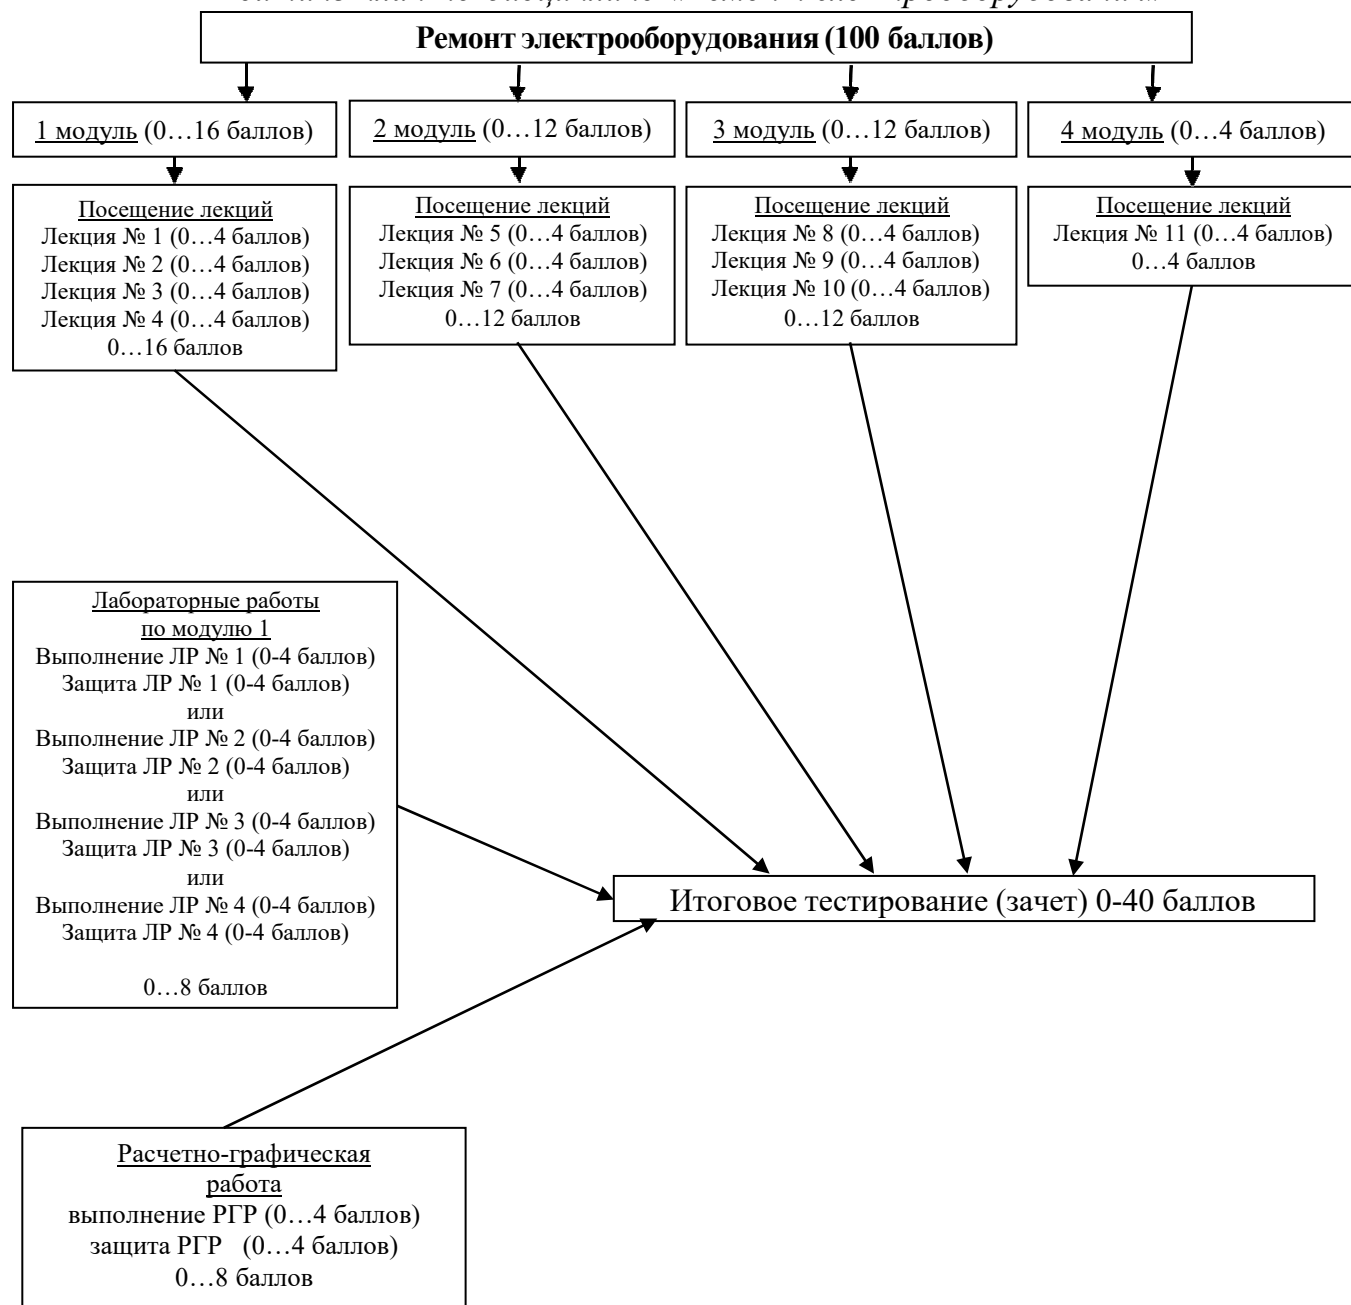 Ремонт электрооборудования (100 баллов)
1 модуль (0…16 баллов)
2 модуль (0…12 баллов)
3 модуль (0…12 баллов)
4 модуль (0…4 баллов)
Посещение лекций
Лекция № 1 (0…4 баллов)
Лекция № 2 (0…4 баллов)
Лекция № 3 (0…4 баллов)
Лекция № 4 (0…4 баллов)
0…16 баллов
Посещение лекций
Лекция № 5 (0…4 баллов)
Лекция № 6 (0…4 баллов)
Лекция № 7 (0…4 баллов)
0…12 баллов
Посещение лекций
Лекция № 8 (0…4 баллов)
Лекция № 9 (0…4 баллов)
Лекция № 10 (0…4 баллов)
0…12 баллов
Посещение лекций
Лекция № 11 (0…4 баллов)
0…4 баллов
Лабораторные работы
по модулю 1
Выполнение ЛР № 1 (0-4 баллов)
Защита ЛР № 1 (0-4 баллов)
или
Выполнение ЛР № 2 (0-4 баллов)
Защита ЛР № 2 (0-4 баллов)
или
Выполнение ЛР № 3 (0-4 баллов)
Защита ЛР № 3 (0-4 баллов)
или
Выполнение ЛР № 4 (0-4 баллов)
Защита ЛР № 4 (0-4 баллов)
0…8 баллов
Итоговое тестирование (зачет) 0-40 баллов
Расчетно-графическая
работа
выполнение РГР (0…4 баллов)
защита РГР (0…4 баллов)
0…8 баллов